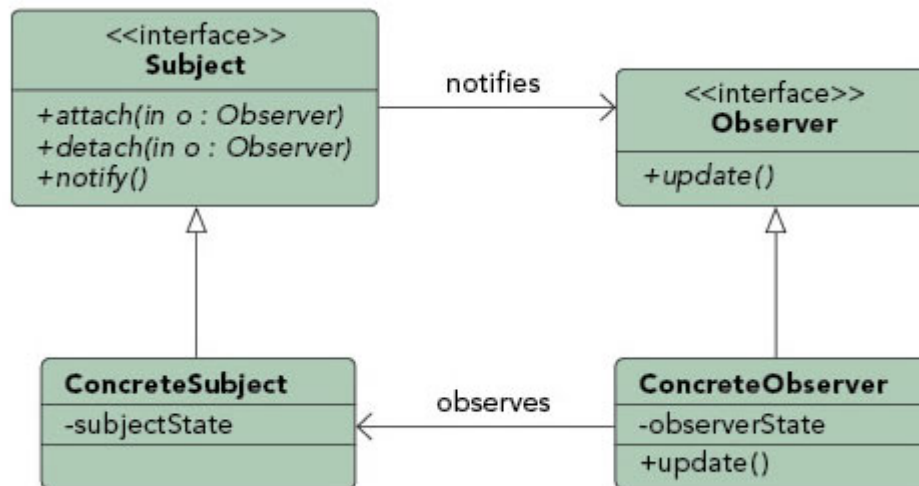 <<interface>>
Subject
+attach(in o : Observer)
+detach(in o : Observer)
+notify()
notifies
<<interface>>
Observer
+update()
ConcreteSubject
-subjectState
observes
ConcreteObserver
-observerState
+update()